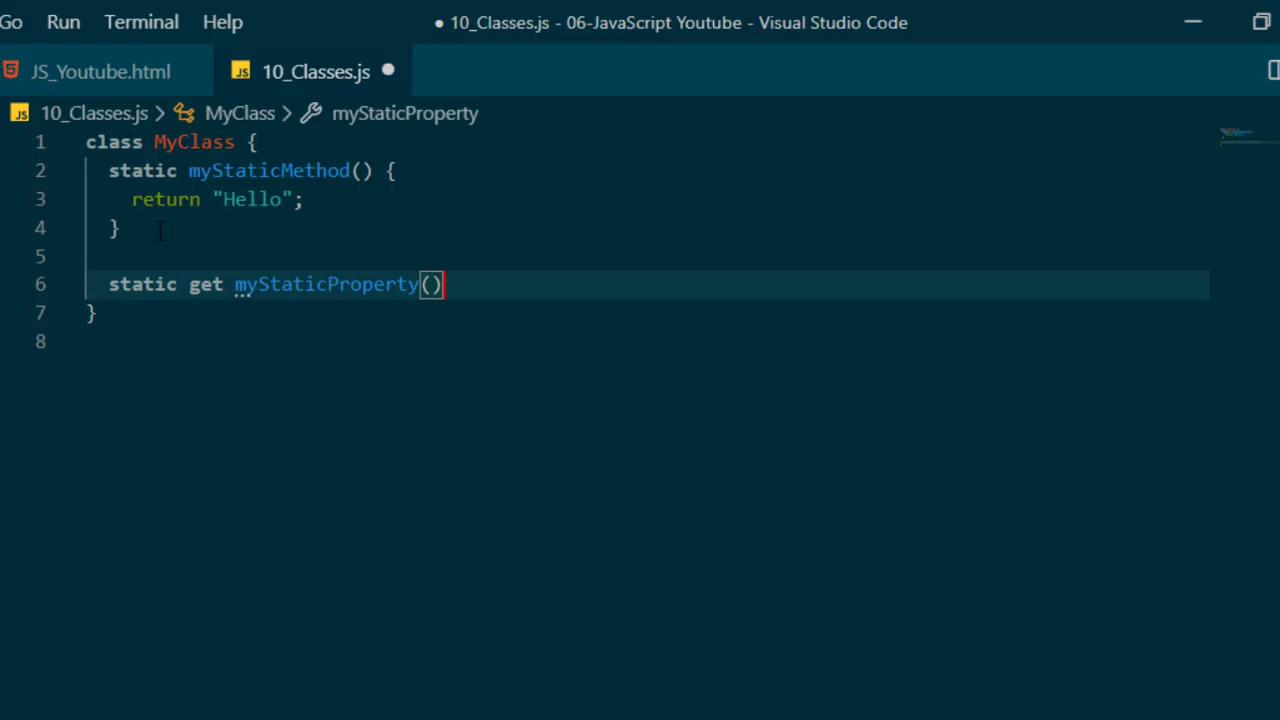 Go Run Terminal Help ● 10_Classes.js - 06-JavaScript Youtube - Visual Studio Code
JS_Youtube.html JS 10_Classes.js ●
JS 10_Classes.js > MyClass > myStaticProperty
1 class MyClass {
2 static myStaticMethod() {
3 return "Hello";
4 }
5
6 static get myStaticProperty()
7 }
8